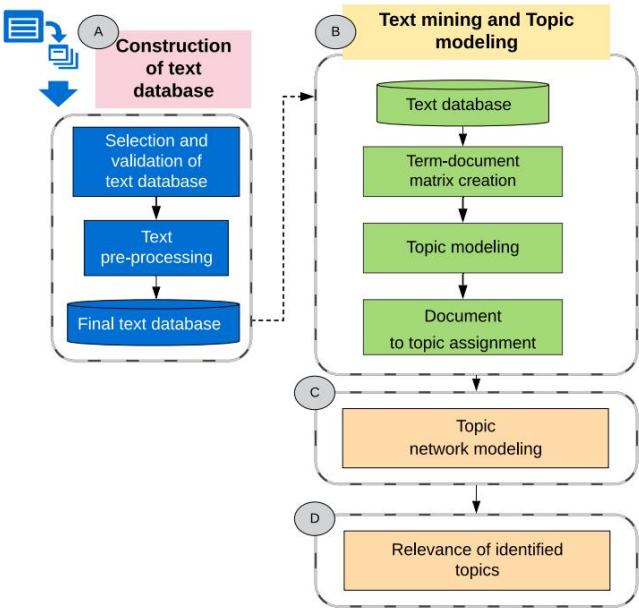 A
Construction
of text
database
Selection and
validation of
text database
Text
pre-processing
Final text database
B
Text mining and Topic
modeling
Text database
Term-document
matrix creation
Topic modeling
Document
to topic assignment
C
Topic
network modeling
D
Relevance of identified
topics